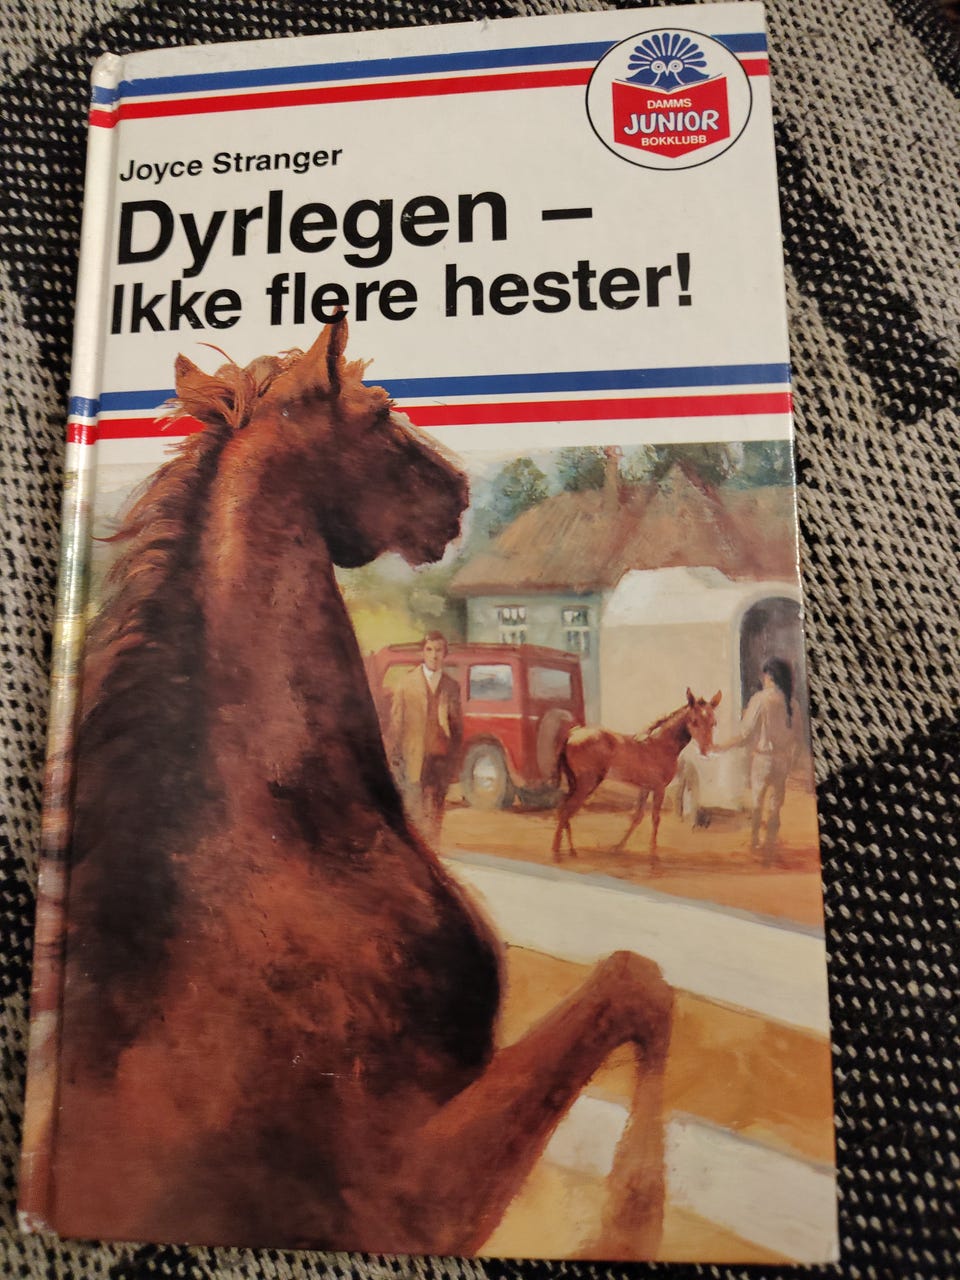 DAMMS
JUNIOR
BOKKLUBB
Joyce Stranger
Dyrlegen –
Ikke flere hester!